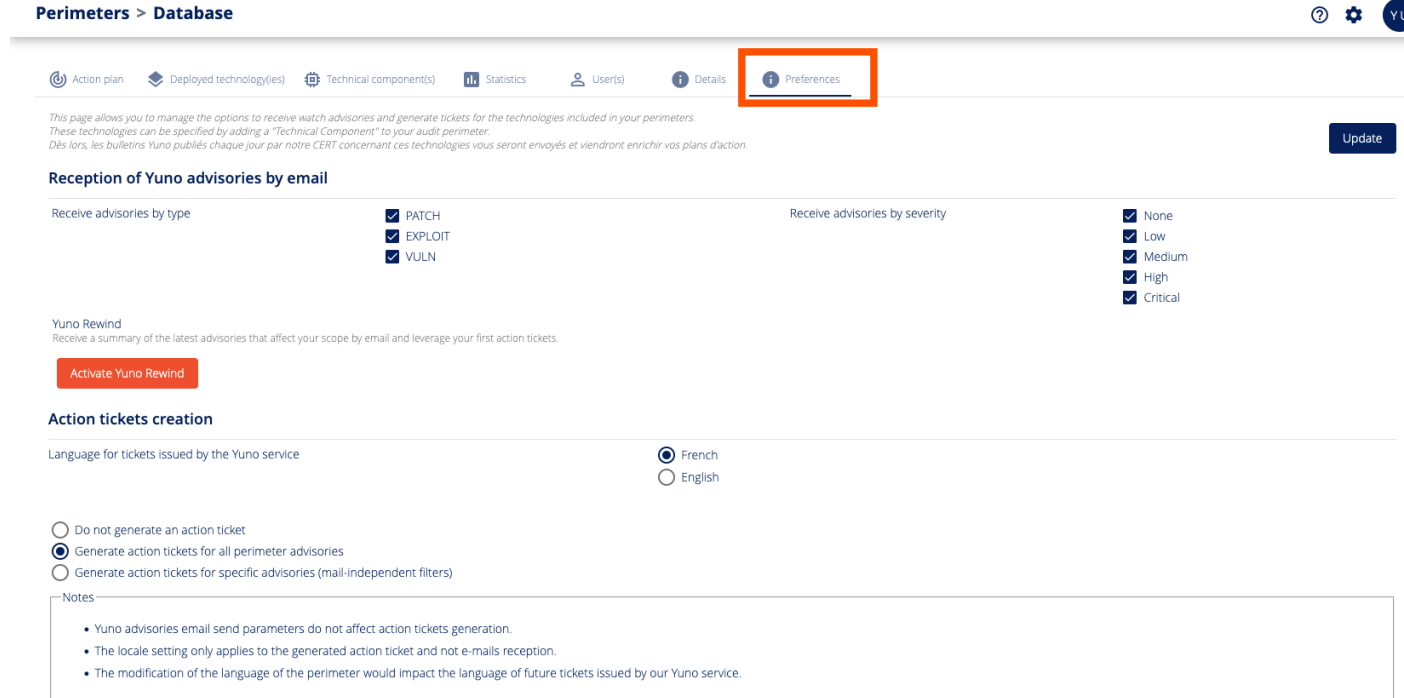 Perimeters > Database
Y U
Action plan
Deployed technology(ies)
Technical component(s)
Statistics
User(s)
Details
Preferences
This page allows you to manage the options to receive watch advisories and generate tickets for the technologies included in your perimeters.
These technologies can be specified by adding a "Technical Component" to your audit perimeter.
Dès lors, les bulletins Yuno publiés chaque jour par notre CERT concernant ces technologies vous seront envoyés et viendront enrichir vos plans d'action.
Update
Reception of Yuno advisories by email
Receive advisories by type
PATCH
EXPLOIT
VULN
Receive advisories by severity
None
Low
Medium
High
Critical
Yuno Rewind
Receive a summary of the latest advisories that affect your scope by email and leverage your first action tickets.
Activate Yuno Rewind
Action tickets creation
Language for tickets issued by the Yuno service
French
English
Do not generate an action ticket
Generate action tickets for all perimeter advisories
Generate action tickets for specific advisories (mail-independent filters)
Notes
• Yuno advisories email send parameters do not affect action tickets generation.
• The locale setting only applies to the generated action ticket and not e-mails reception.
• The modification of the language of the perimeter would impact the language of future tickets issued by our Yuno service.